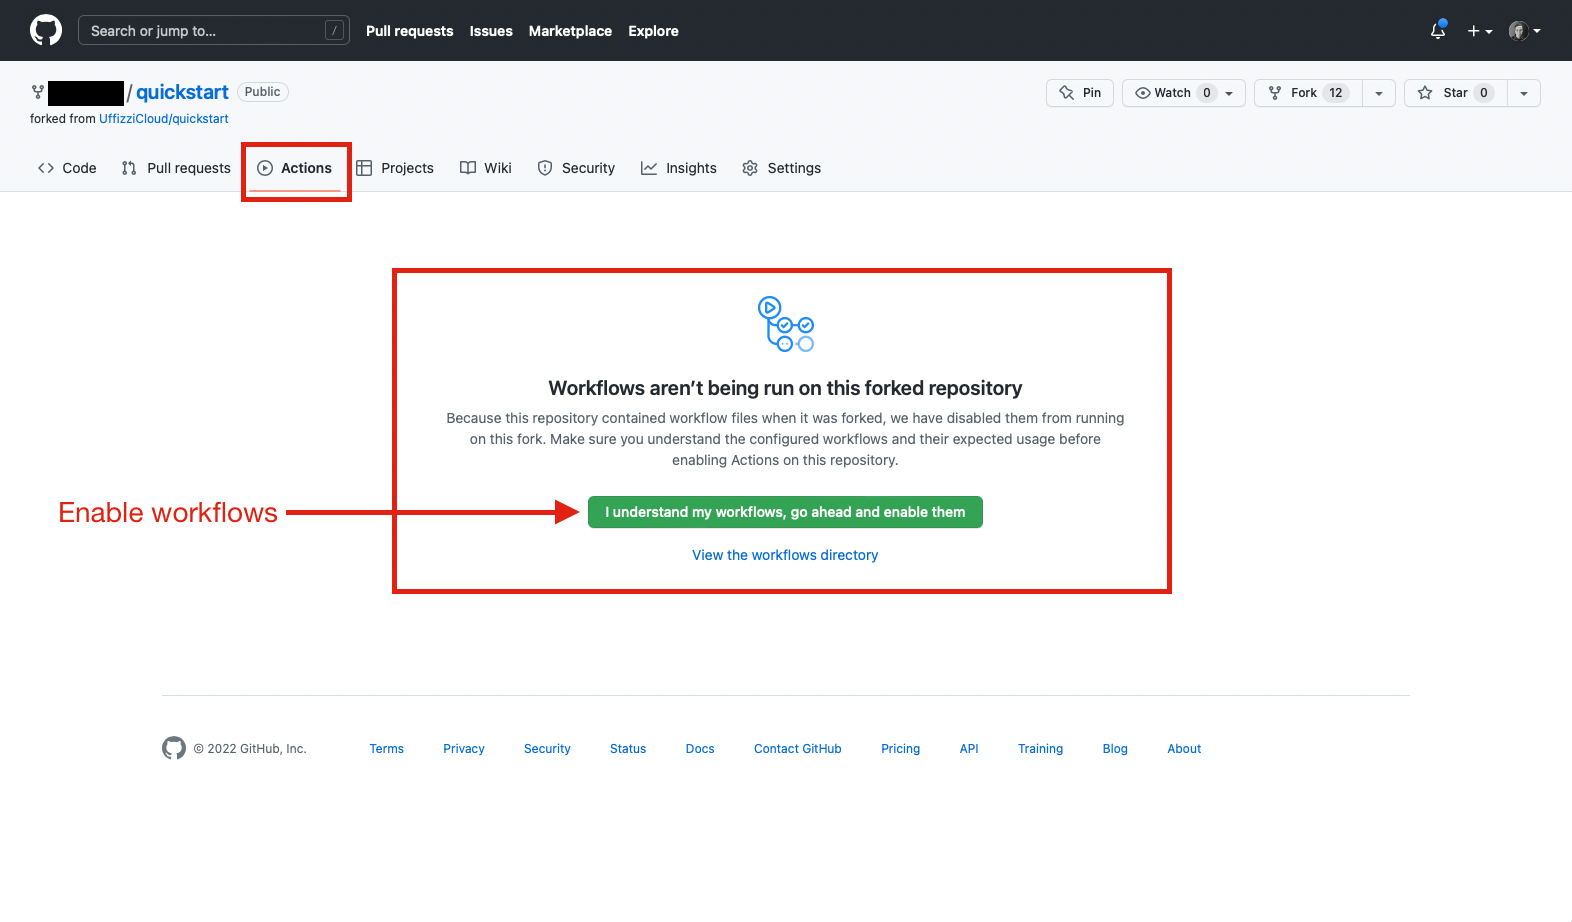 Search or jump to... /
Pull requests Issues Marketplace Explore
/ quickstart Public
Pin Watch 0 Fork 12 Star 0
forked from UffizziCloud/quickstart
Code Pull requests Actions Projects Wiki Security Insights Settings
Workflows aren’t being run on this forked repository
Because this repository contained workflow files when it was forked, we have disabled them from running
on this fork. Make sure you understand the configured workflows and their expected usage before
enabling Actions on this repository.
Enable workflows
I understand my workflows, go ahead and enable them
View the workflows directory
© 2022 GitHub, Inc. Terms Privacy Security Status Docs Contact GitHub Pricing API Training Blog About